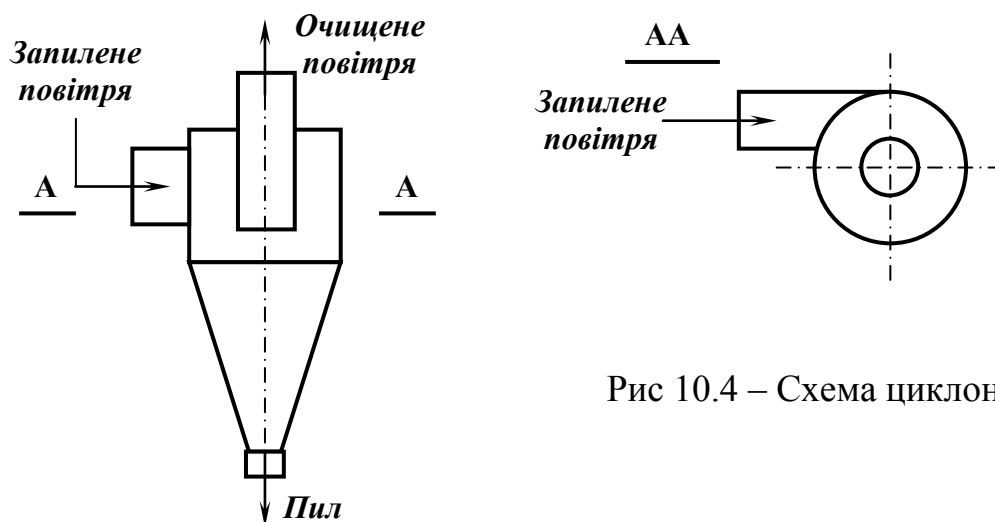 Очищене
повітря
Запилене
повітря
А
А
Пил
АА
Запилене
повітря
Рис 10.4 – Схема циклон